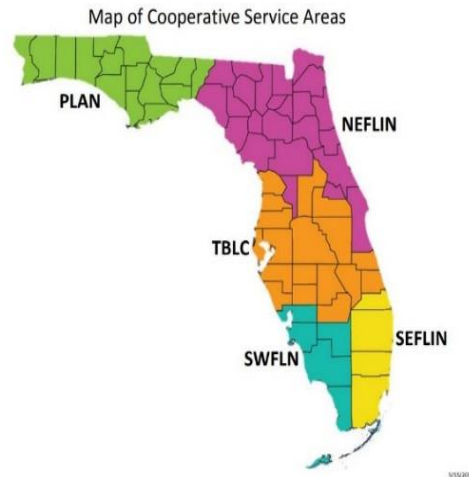 Map of Cooperative Service Areas
PLAN
NEFLIN
TBLC
SEFLIN
SWFLN